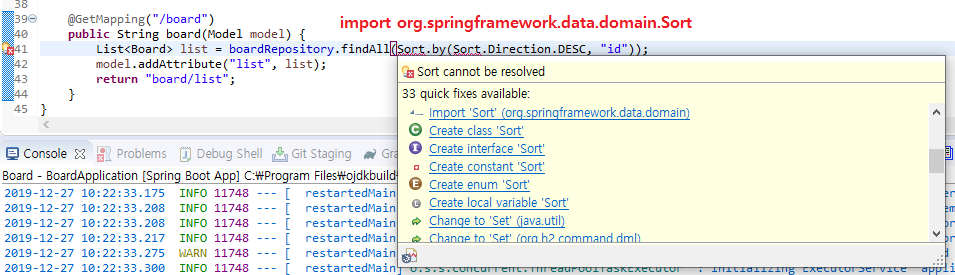 38
import org.springframework.data.domain.Sort
39 @GetMapping("/board")
40 public String board(Model model) {
41 List<Board> list = boardRepository.findAll(Sort.by(Sort.Direction.DESC, "id"));
42 model.addAttribute("list", list);
43 return "board/list";
44 }
45 }
Sort cannot be resolved
33 quick fixes available:
Import 'Sort' (org.springframework.data.domain)
Create class 'Sort'
Create interface 'Sort'
Create constant 'Sort'
Create enum 'Sort'
Create local variable 'Sort'
Change to 'Set' (java.util)
Change to 'Set' (org.h2.command.dml)
Console Problems Debug Shell Git Staging
Board - BoardApplication [Spring Boot App] C:₩Program Files₩ojdkbuild₩
2019-12-27 10:22:33.175 INFO 11748 --- [ restartedMain]
2019-12-27 10:22:33.208 INFO 11748 --- [ restartedMain]
2019-12-27 10:22:33.208 INFO 11748 --- [ restartedMain]
2019-12-27 10:22:33.217 INFO 11748 --- [ restartedMain]
2019-12-27 10:22:33.275 WARN 11748 --- [ restartedMain]
2019-12-27 10:22:33.300 INFO 11748 --- [ restartedMain] o.s.s.concurrent.ThreadPoolTaskExecutor : Initializing ExecutorService 'appli